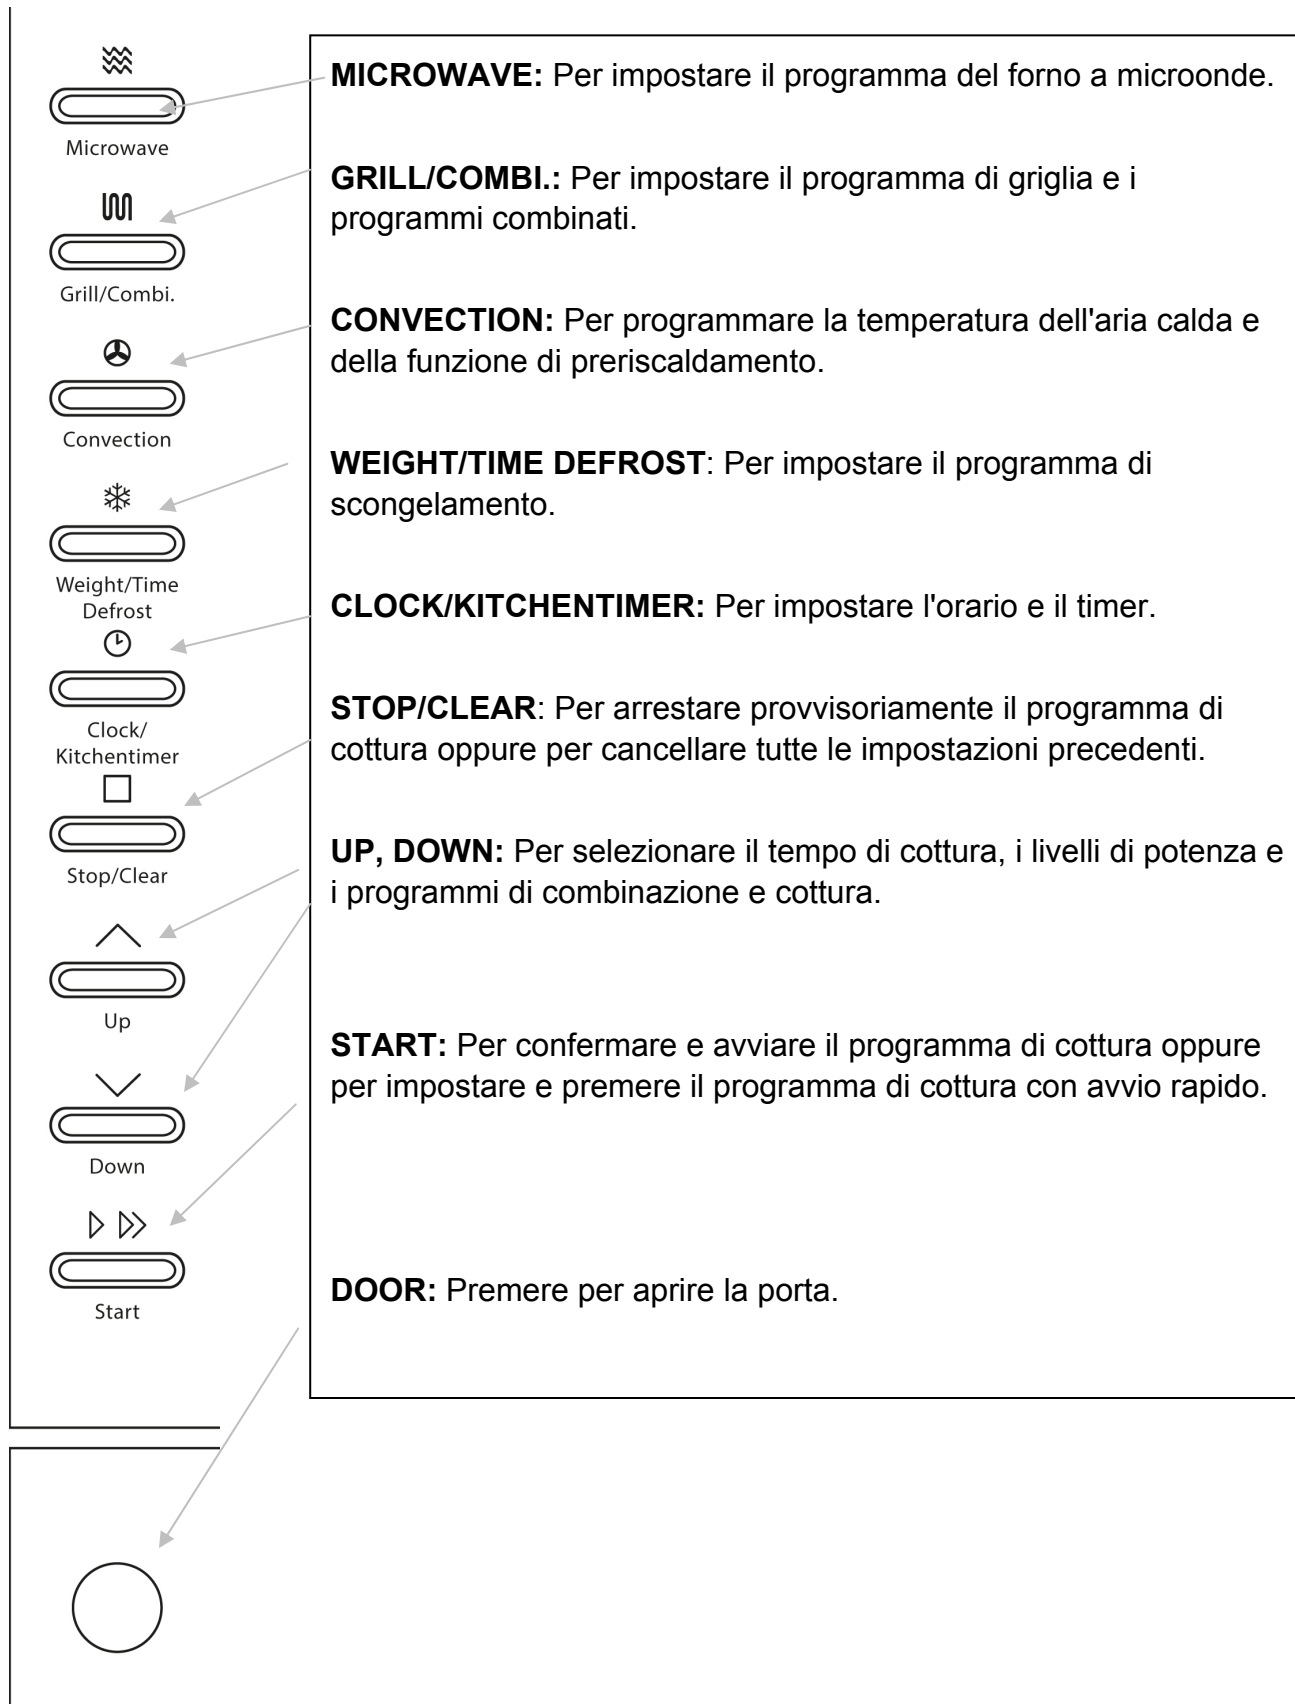 Microwave
Grill/Combi.
Convection
Weight/Time
Defrost
Clock/
Kitchentimer
Stop/Clear
Up
Down
Start
MICROWAVE: Per impostare il programma del forno a microonde.
GRILL/COMBI.: Per impostare il programma di griglia e i
programmi combinati.
CONVECTION: Per programmare la temperatura dell'aria calda e
della funzione di preriscaldamento.
WEIGHT/TIME DEFROST: Per impostare il programma di
scongelamento.
CLOCK/KITCHENTIMER: Per impostare l'orario e il timer.
STOP/CLEAR: Per arrestare provvisoriamente il programma di
cottura oppure per cancellare tutte le impostazioni precedenti.
UP, DOWN: Per selezionare il tempo di cottura, i livelli di potenza e
i programmi di combinazione e cottura.
START: Per confermare e avviare il programma di cottura oppure
per impostare e premere il programma di cottura con avvio rapido.
DOOR: Premere per aprire la porta.